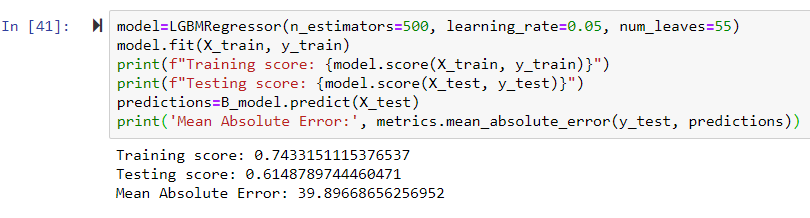 In [41]:
model=LGBMRegressor(n_estimators=500, learning_rate=0.05, num_leaves=55)
model.fit(X_train, y_train)
print(f"Training score: {model.score(X_train, y_train)}")
print(f"Testing score: {model.score(X_test, y_test)}")
predictions=B_model.predict(X_test)
print('Mean Absolute Error:', metrics.mean_absolute_error(y_test, predictions))
Training score: 0.7433151115376537
Testing score: 0.6148789744460471
Mean Absolute Error: 39.89668656256952